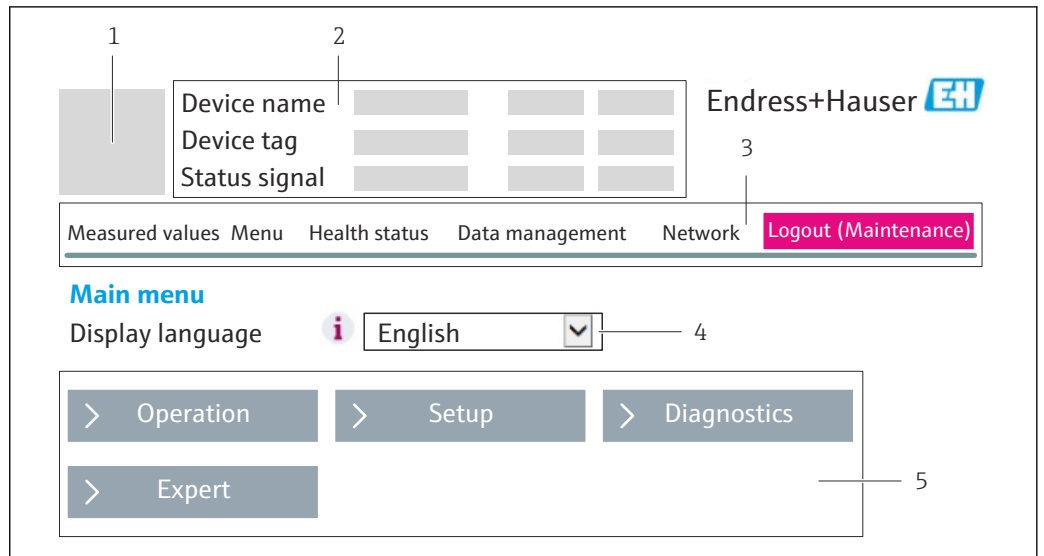 1
2
Device name
Endress+Hauser EH
Device tag
3
Status signal
Measured values Menu Health status Data management Network Logout (Maintenance)
Main menu
Display language i English 4
> Operation > Setup > Diagnostics
> Expert 5